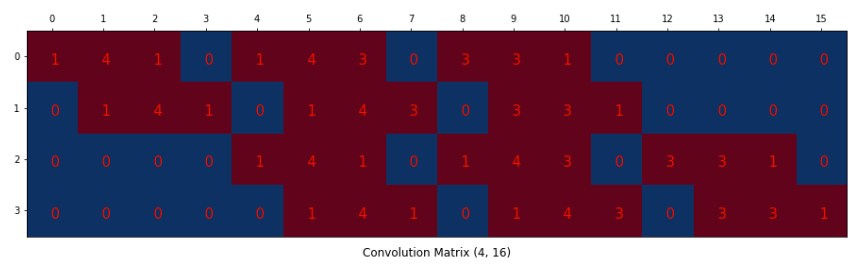 0 1 2 3 4 5 6 7 8 9 10 11 12 13 14 15
0 1 4 1 0 1 4 3 0 3 3 1 0 0 0 0 0
1 0 1 4 1 0 1 4 3 0 3 3 1 0 0 0 0
2 0 0 0 0 1 4 1 0 1 4 3 0 3 3 1 0
3 0 0 0 0 0 1 4 1 0 1 4 3 0 3 3 1
Convolution Matrix (4, 16)